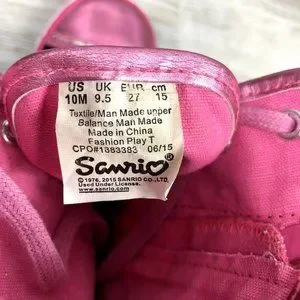 US UK EUR cm
10M 9.5 27 15
Textile/Man Made upper
Balance Man Made
Made in China
Fashion Play T
CPO#1383383 06/15
Sanrio®
© 1976, 2015 SANRIO CO., LTD.
Used Under License.
www.sanrio.com